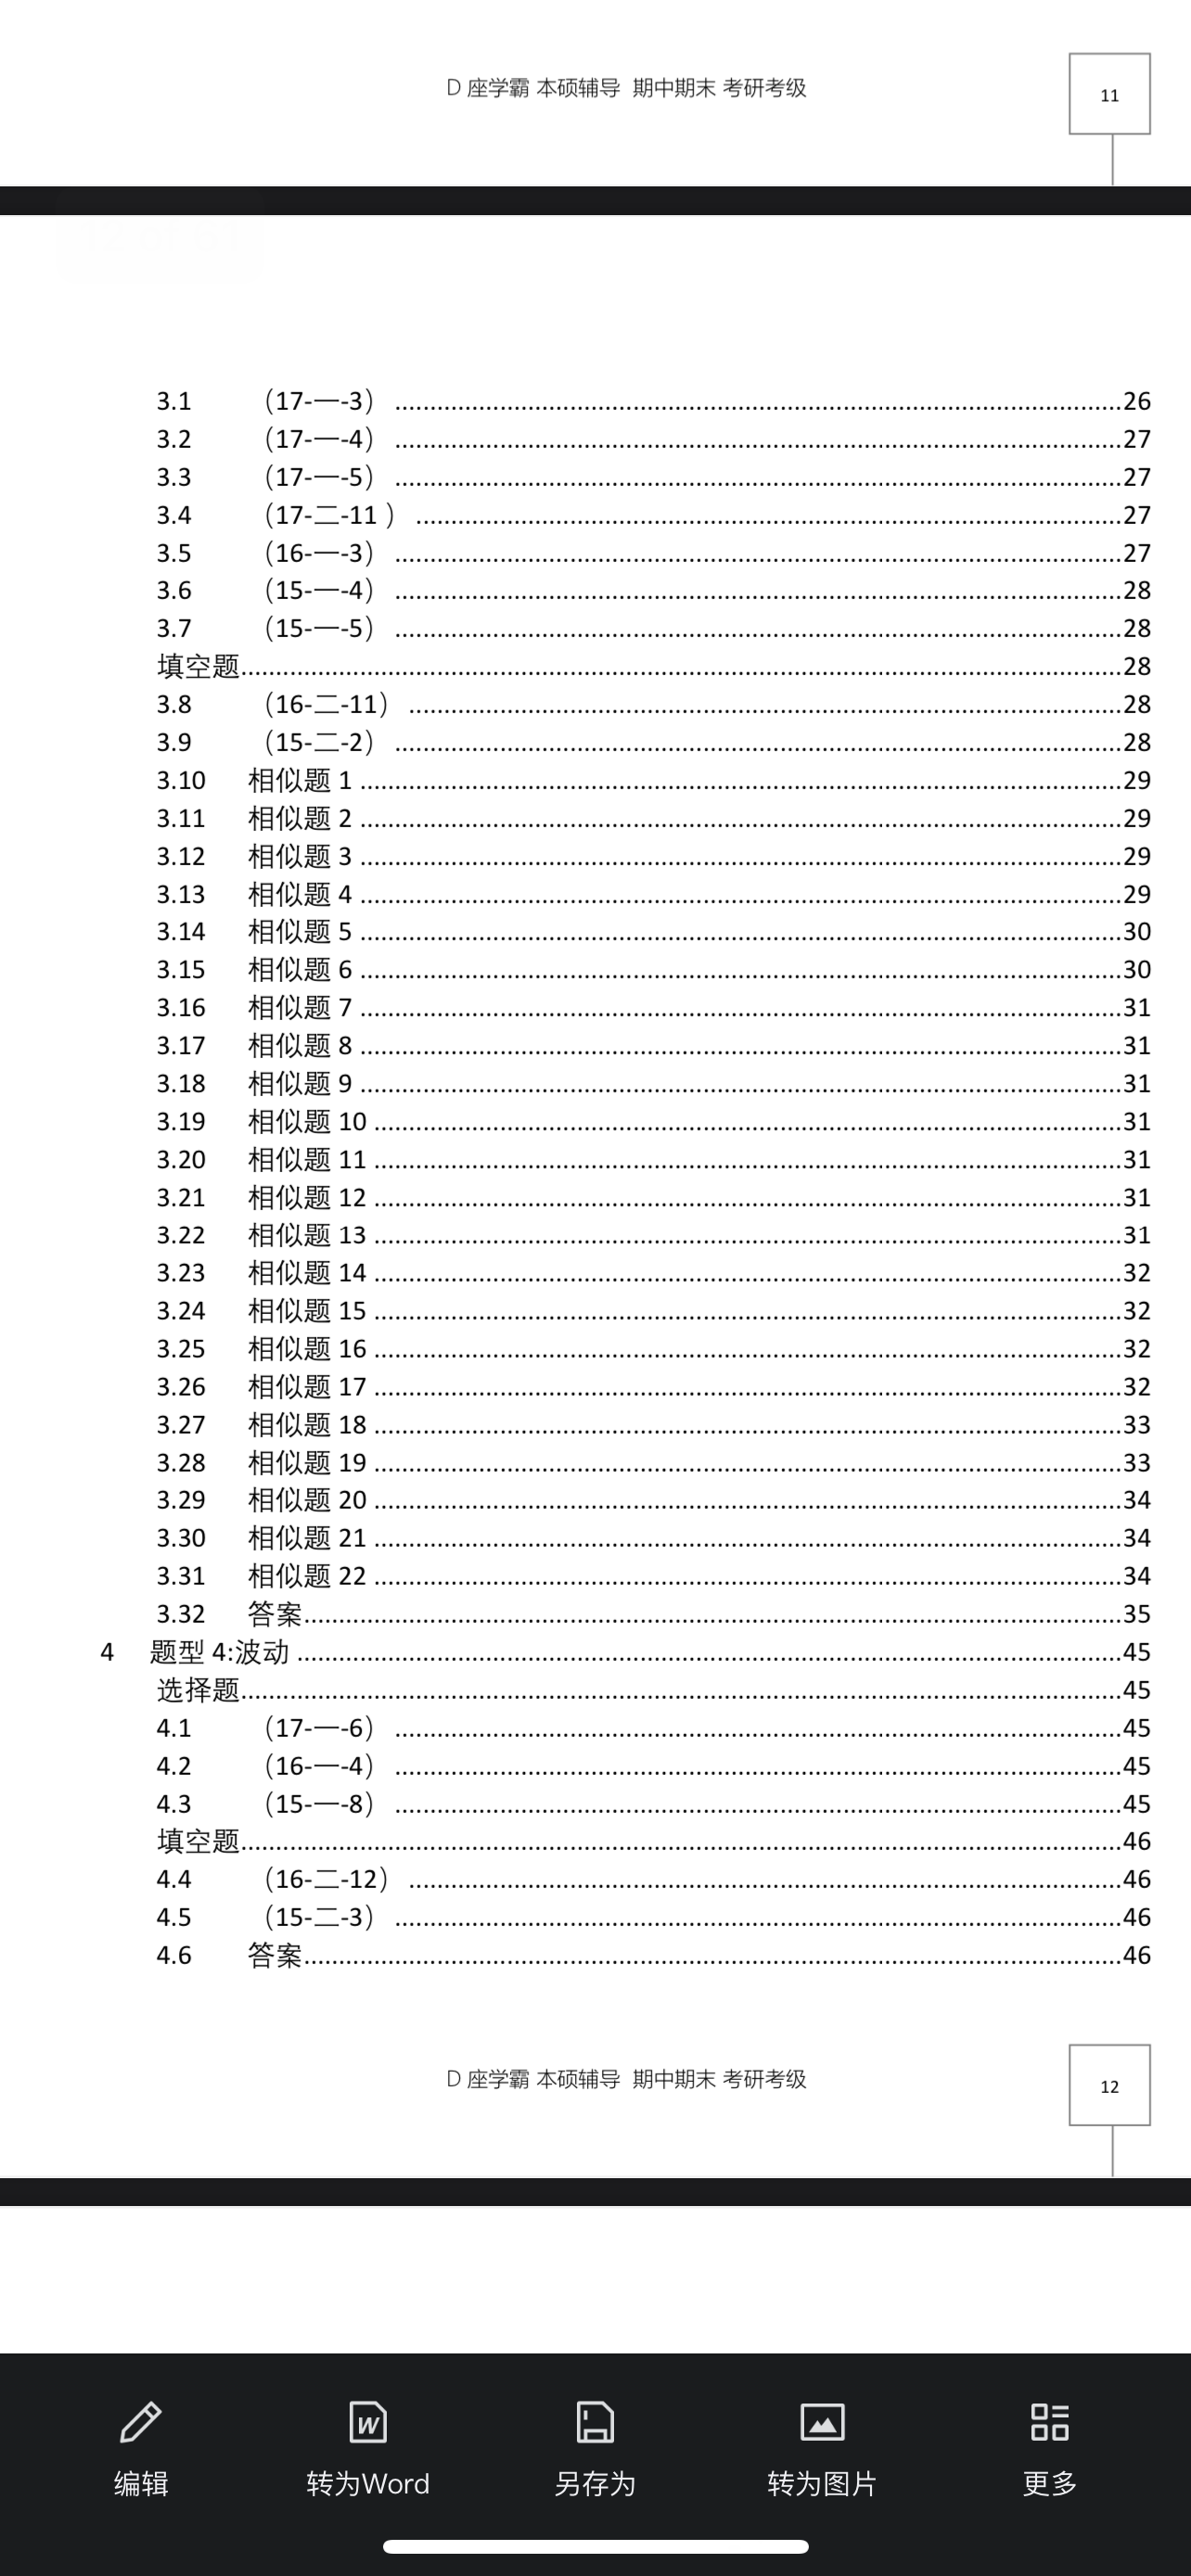 D 座学霸 本硕辅导 期中期末 考研考级
11
3.1 （17-一-3） ........................................................................................................26
3.2 （17-一-4） ........................................................................................................27
3.3 （17-一-5） ........................................................................................................27
3.4 （17-二-11 ） .....................................................................................................27
3.5 （16-一-3） ........................................................................................................27
3.6 （15-一-4） ........................................................................................................28
3.7 （15-一-5） ........................................................................................................28
填空题..............................................................................................................................28
3.8 （16-二-11） ......................................................................................................28
3.9 （15-二-2） ........................................................................................................28
3.10 相似题 1 .............................................................................................................29
3.11 相似题 2 .............................................................................................................29
3.12 相似题 3 .............................................................................................................29
3.13 相似题 4 .............................................................................................................29
3.14 相似题 5 .............................................................................................................30
3.15 相似题 6 .............................................................................................................30
3.16 相似题 7 .............................................................................................................31
3.17 相似题 8 .............................................................................................................31
3.18 相似题 9 .............................................................................................................31
3.19 相似题 10 ...........................................................................................................31
3.20 相似题 11 ...........................................................................................................31
3.21 相似题 12 ...........................................................................................................31
3.22 相似题 13 ...........................................................................................................31
3.23 相似题 14 ...........................................................................................................32
3.24 相似题 15 ...........................................................................................................32
3.25 相似题 16 ...........................................................................................................32
3.26 相似题 17 ...........................................................................................................32
3.27 相似题 18 ...........................................................................................................33
3.28 相似题 19 ...........................................................................................................33
3.29 相似题 20 ...........................................................................................................34
3.30 相似题 21 ...........................................................................................................34
3.31 相似题 22 ...........................................................................................................34
3.32 答案.....................................................................................................................35
4 题型 4:波动 ......................................................................................................................45
选择题..............................................................................................................................45
4.1 （17-一-6） ........................................................................................................45
4.2 （16-一-4） ........................................................................................................45
4.3 （15-一-8） ........................................................................................................45
填空题..............................................................................................................................46
4.4 （16-二-12） ......................................................................................................46
4.5 （15-二-3） ........................................................................................................46
4.6 答案.....................................................................................................................46
D 座学霸 本硕辅导 期中期末 考研考级
12
编辑 转为Word 另存为 转为图片 更多